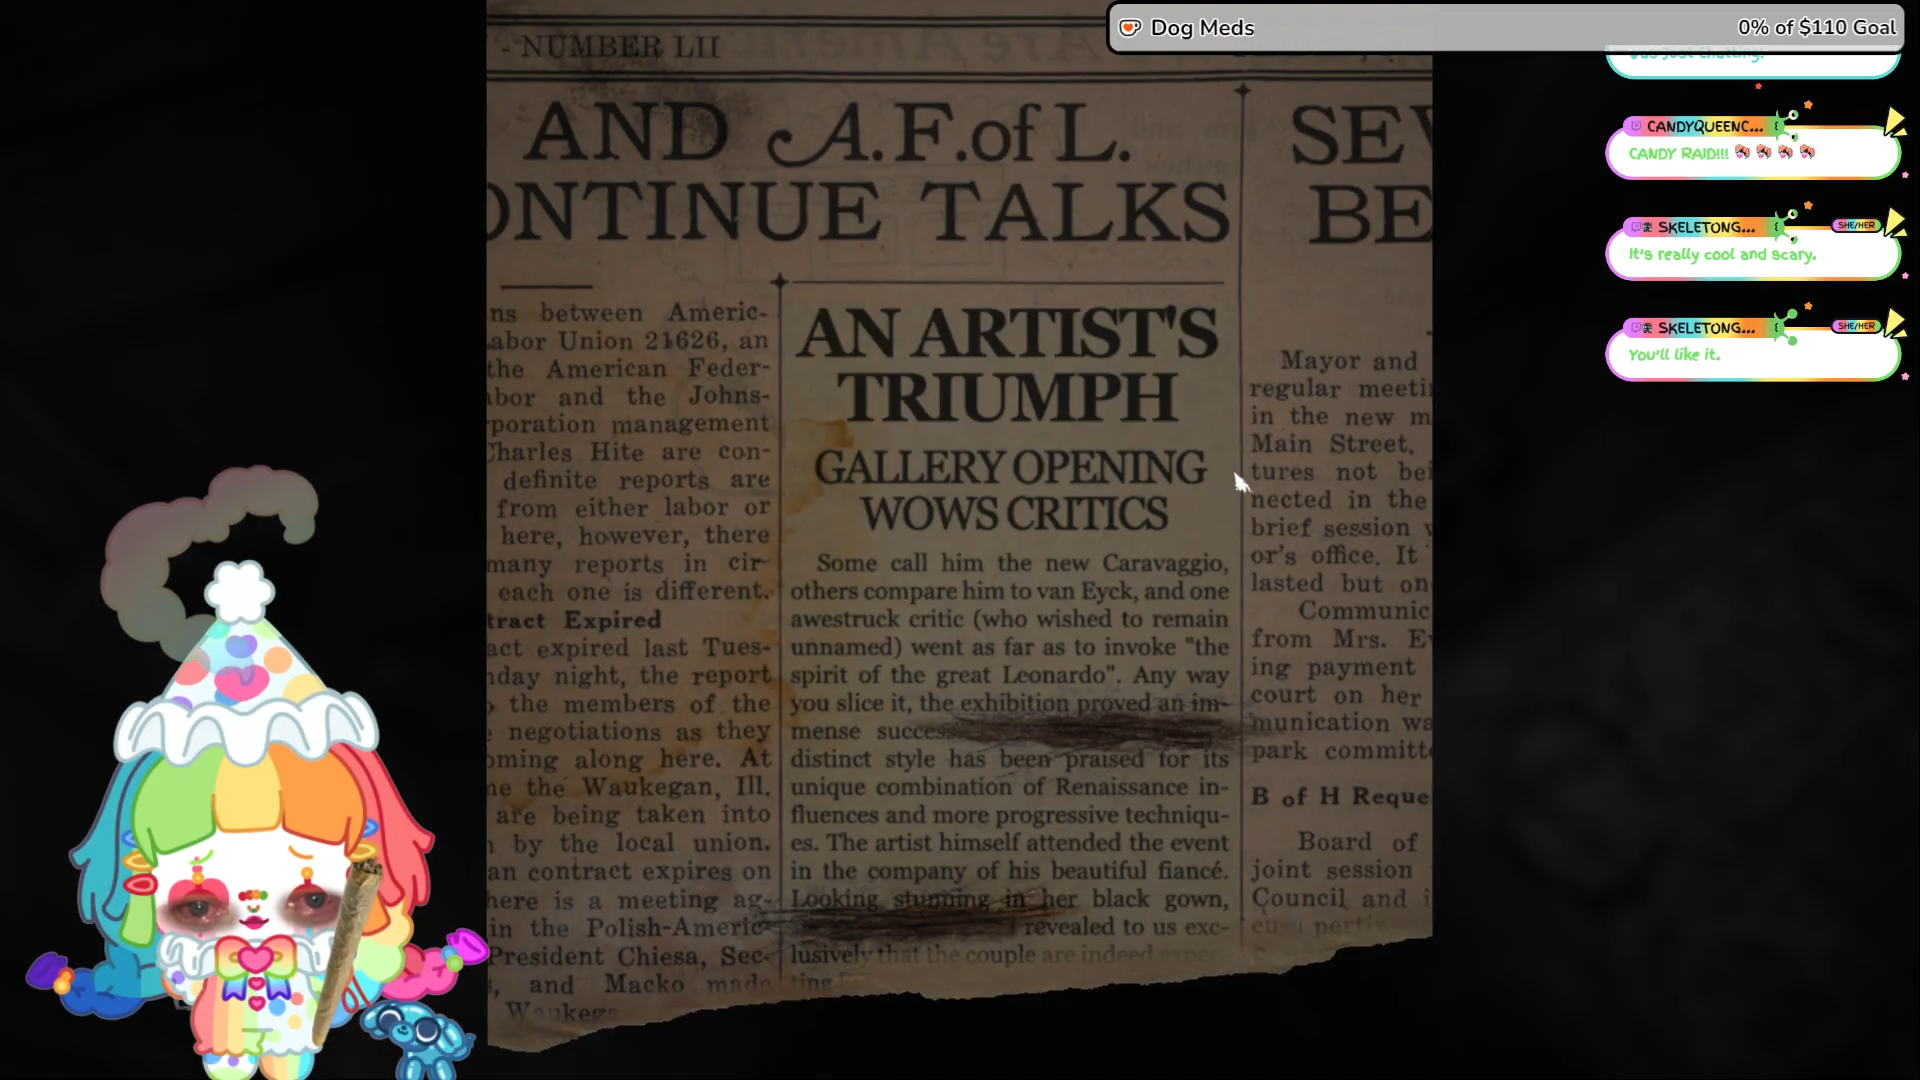 - NUMBER LII
AND A.F.of L.
ONTINUE TALKS
SEV
BE
ns between Americ-
abor Union 21626, an
the American Feder-
bor and the Johns-
poration management
Charles Hite are con-
definite reports are
from either labor or
here, however, there
many reports in cir-
each one is different.
tract Expired
act expired last Tues-
nday night, the report
the members of the
negotiations as they
oming along here. At
ne the Waukegan, Ill.
are being taken into
by the local union.
an contract expires on
here is a meeting ag-
in the Polish-Americ-
President Chiesa, Sec-
, and Macko made
Waukega
AN ARTIST'S
TRIUMPH
GALLERY OPENING
WOWS CRITICS
Some call him the new Caravaggio,
others compare him to van Eyck, and one
awestruck critic (who wished to remain
unnamed) went as far as to invoke "the
spirit of the great Leonardo". Any way
you slice it, the exhibition proved an im-
mense success
distinct style has been praised for its
unique combination of Renaissance in-
fluences and more progressive techniqu-
es. The artist himself attended the event
in the company of his beautiful fiancé.
Looking stunning in her black gown,
revealed to us exc-
lusively that the couple are indeed expec-
ting
Mayor and
regular meeti
in the new m
Main Street.
tures not bei
nected in the
brief session
or's office. It
lasted but on
Communic
from Mrs. E
ing payment
court on her
munication wa
park committe
B of H Reque
Board of
joint session
Council and i
Dog Meds
0% of $110 Goal
CANDYQUEENC...
CANDY RAID!!!
SKELETONG...
SHE/HER
It's really cool and scary.
SKELETONG...
SHE/HER
You'll like it.